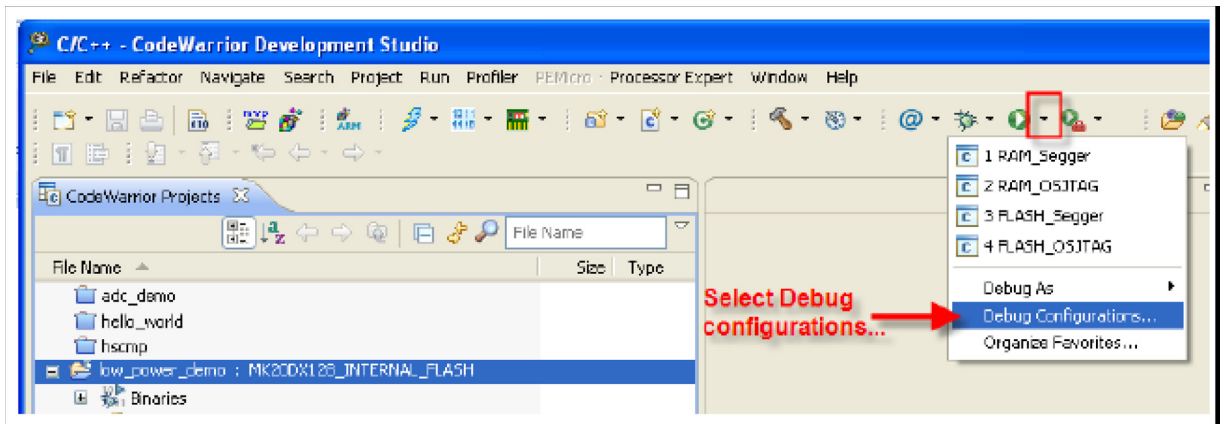 C/C++ - CodeWarrior Development Studio
File Edit Refactor Navigate Search Project Run Profiler PEMicro Processor Expert Window Help
ARM
1 RAM_Segger
2 RAM_OSJTAG
3 FLASH_Segger
4 FLASH_OSJTAG
Debug As
Debug Configurations...
Organize Favorites...
CodeWarrior Projects
File Name
File Name Size Type
adc_demo
hello_world
hscmp
low_power_demo : MK20DX128_INTERNAL_FLASH
Binaries
Select Debug
configurations...